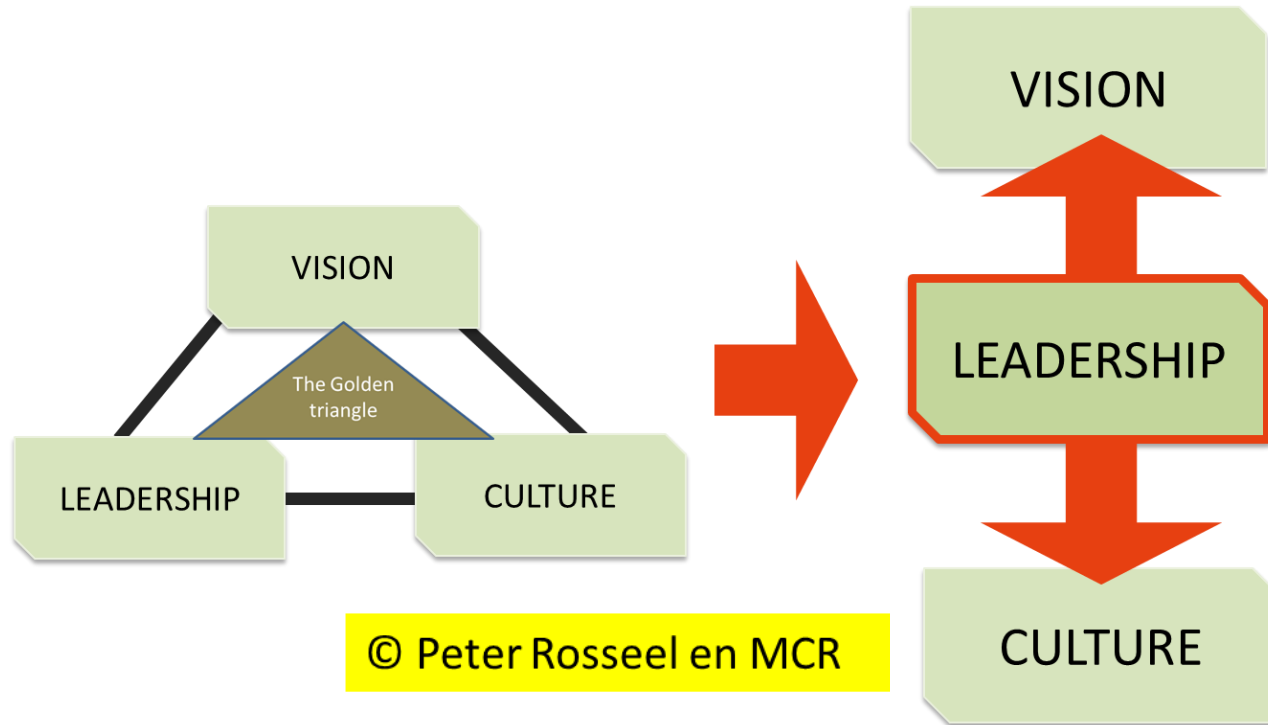 VISION
The Golden
triangle
LEADERSHIP
CULTURE
VISION
LEADERSHIP
CULTURE
© Peter Rosseel en MCR